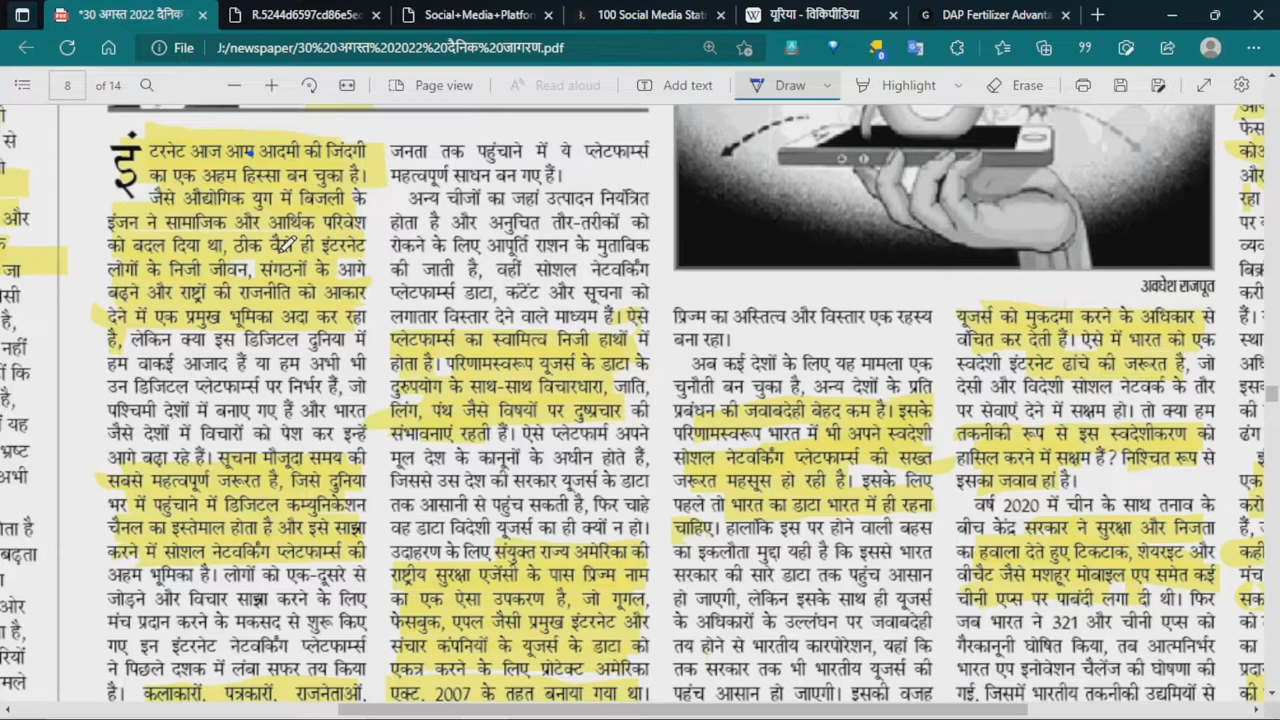 *30 अगस्त 2022 दैनिक
R.5244d6597cd86e5e
Social+Media+Platfor
100 Social Media Stat
यूरिया - विकिपीडिया
DAP Fertilizer Advanta
File
J:/newspaper/30%20अगस्त%202022%20दैनिक%20जागरण.pdf
8 of 14
Page view
Read aloud
Add text
Draw
Highlight
Erase
इंटरनेट आज आम आदमी की जिंदगी
का एक अहम हिस्सा बन चुका है।
जैसे औद्योगिक युग में बिजली के
इंजन ने सामाजिक और आर्थिक परिवेश
को बदल दिया था, ठीक वैसे ही इंटरनेट
लोगों के निजी जीवन, संगठनों के आगे
बढ़ने और राष्ट्रों की राजनीति को आकार
देने में एक प्रमुख भूमिका अदा कर रहा
है, लेकिन क्या इस डिजिटल दुनिया में
हम वाकई आजाद हैं या हम अभी भी
उन डिजिटल प्लेटफार्म्स पर निर्भर हैं, जो
पश्चिमी देशों में बनाए गए हैं और भारत
जैसे देशों में विचारों को पेश कर इन्हें
आगे बढ़ा रहे हैं। सूचना मौजूदा समय की
सबसे महत्वपूर्ण जरूरत है, जिसे दुनिया
भर में पहुंचाने में डिजिटल कम्युनिकेशन
चैनल का इस्तेमाल होता है और इसे साझा
करने में सोशल नेटवर्किंग प्लेटफार्म्स की
अहम भूमिका है। लोगों को एक-दूसरे से
जोड़ने और विचार साझा करने के लिए
मंच प्रदान करने के मकसद से शुरू किए
गए इन इंटरनेट नेटवर्किंग प्लेटफार्म्स
ने पिछले दशक में लंबा सफर तय किया
है। कलाकारों, पत्रकारों, राजनेताओं,
जनता तक पहुंचाने में ये प्लेटफार्म्स
महत्वपूर्ण साधन बन गए हैं।
अन्य चीजों का जहां उत्पादन नियंत्रित
होता है और अनुचित तौर-तरीकों को
रोकने के लिए आपूर्ति राशन के मुताबिक
की जाती है, वहीं सोशल नेटवर्किंग
प्लेटफार्म्स डाटा, कंटेंट और सूचना को
लगातार विस्तार देने वाले माध्यम हैं। ऐसे
प्लेटफार्म्स का स्वामित्व निजी हाथों में
होता है। परिणामस्वरूप यूजर्स के डाटा के
दुरुपयोग के साथ-साथ विचारधारा, जाति,
लिंग, पंथ जैसे विषयों पर दुष्प्रचार की
संभावनाएं रहती हैं। ऐसे प्लेटफार्म अपने
मूल देश के कानूनों के अधीन होते हैं,
जिससे उस देश की सरकार यूजर्स के डाटा
तक आसानी से पहुंच सकती है, फिर चाहे
वह डाटा विदेशी यूजर्स का ही क्यों न हो।
उदाहरण के लिए संयुक्त राज्य अमेरिका की
राष्ट्रीय सुरक्षा एजेंसी के पास प्रिज्म नाम
का एक ऐसा उपकरण है, जो गूगल,
फेसबुक, एपल जैसी प्रमुख इंटरनेट और
संचार कंपनियों के यूजर्स के डाटा को
एकत्र करने के लिए प्रोटेक्ट अमेरिका
एक्ट, 2007 के तहत बनाया गया था।
अवधेश राजपूत
प्रिज्म का अस्तित्व और विस्तार एक रहस्य
बना रहा।
अब कई देशों के लिए यह मामला एक
चुनौती बन चुका है, अन्य देशों के प्रति
प्रबंधन की जवाबदेही बेहद कम है। इसके
परिणामस्वरूप भारत में भी अपने स्वदेशी
सोशल नेटवर्किंग प्लेटफार्म्स की सख्त
जरूरत महसूस हो रही है। इसके लिए
पहले तो भारत का डाटा भारत में ही रहना
चाहिए। हालांकि इस पर होने वाली बहस
का इकलौता मुद्दा यही है कि इससे भारत
सरकार की सारे डाटा तक पहुंच आसान
हो जाएगी, लेकिन इसके साथ ही यूजर्स
के अधिकारों के उल्लंघन पर जवाबदेही
तय होने से भारतीय कारपोरेशन, यहां कि
तक सरकार तक भी भारतीय यूजर्स की
पहुंच आसान हो जाएगी। इसकी वजह
यूजर्स को मुकदमा करने के अधिकार से
वंचित कर देती हैं। ऐसे में भारत को एक
स्वदेशी इंटरनेट ढांचे की जरूरत है, जो
देसी और विदेशी सोशल नेटवर्क के तौर
पर सेवाएं देने में सक्षम हो। तो क्या हम
तकनीकी रूप से इस स्वदेशीकरण को
हासिल करने में सक्षम हैं? निश्चित रूप से
इसका जवाब हां है।
वर्ष 2020 में चीन के साथ तनाव के
बीच केंद्र सरकार ने सुरक्षा और निजता
का हवाला देते हुए टिकटाक, शेयरइट और
वीचैट जैसे मशहूर मोबाइल एप समेत कई
चीनी एप्स पर पाबंदी लगा दी थी। फिर
जब भारत ने 321 और चीनी एप्स को
गैरकानूनी घोषित किया, तब आत्मनिर्भर
भारत एप इनोवेशन चैलेंज की घोषणा की
गई, जिसमें भारतीय तकनीकी उद्यमियों से